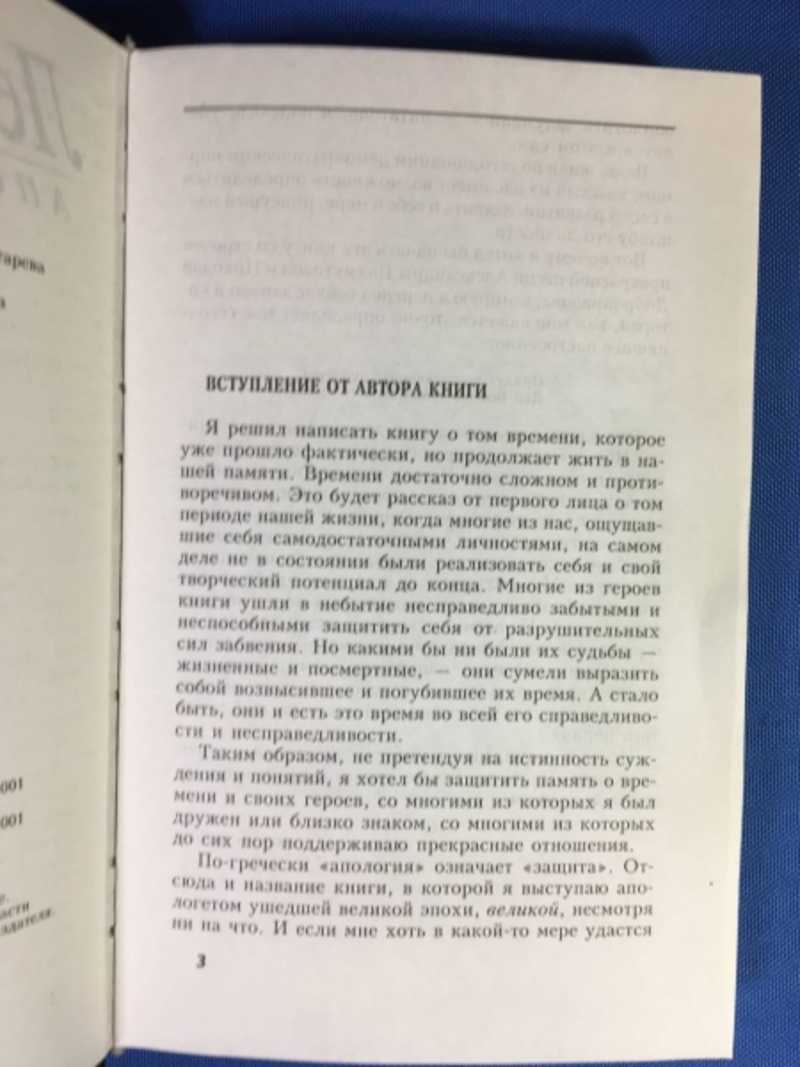 тарева
001
001
асти
здателя.
ВСТУПЛЕНИЕ ОТ АВТОРА КНИГИ
Я решил написать книгу о том времени, которое
уже прошло фактически, но продолжает жить в на-
шей памяти. Времени достаточно сложном и проти-
воречивом. Это будет рассказ от первого лица о том
периоде нашей жизни, когда многие из нас, ощущав-
шие себя самодостаточными личностями, на самом
деле не в состоянии были реализовать себя и свой
творческий потенциал до конца. Многие из героев
книги ушли в небытие несправедливо забытыми и
неспособными защитить себя от разрушительных
сил забвения. Но какими бы ни были их судьбы —
жизненные и посмертные, — они сумели выразить
собой возвысившее и погубившее их время. А стало
быть, они и есть это время во всей его справедливо-
сти и несправедливости.
Таким образом, не претендуя на истинность суж-
дения и понятий, я хотел бы защитить память о вре-
мени и своих героев, со многими из которых я был
дружен или близко знаком, со многими из которых
до сих пор поддерживаю прекрасные отношения.
По-гречески «апология» означает «защита». От-
сюда и название книги, в которой я выступаю апо-
логетом ушедшей великой эпохи, великой, несмотря
ни на что. И если мне хоть в какой-то мере удастся
3